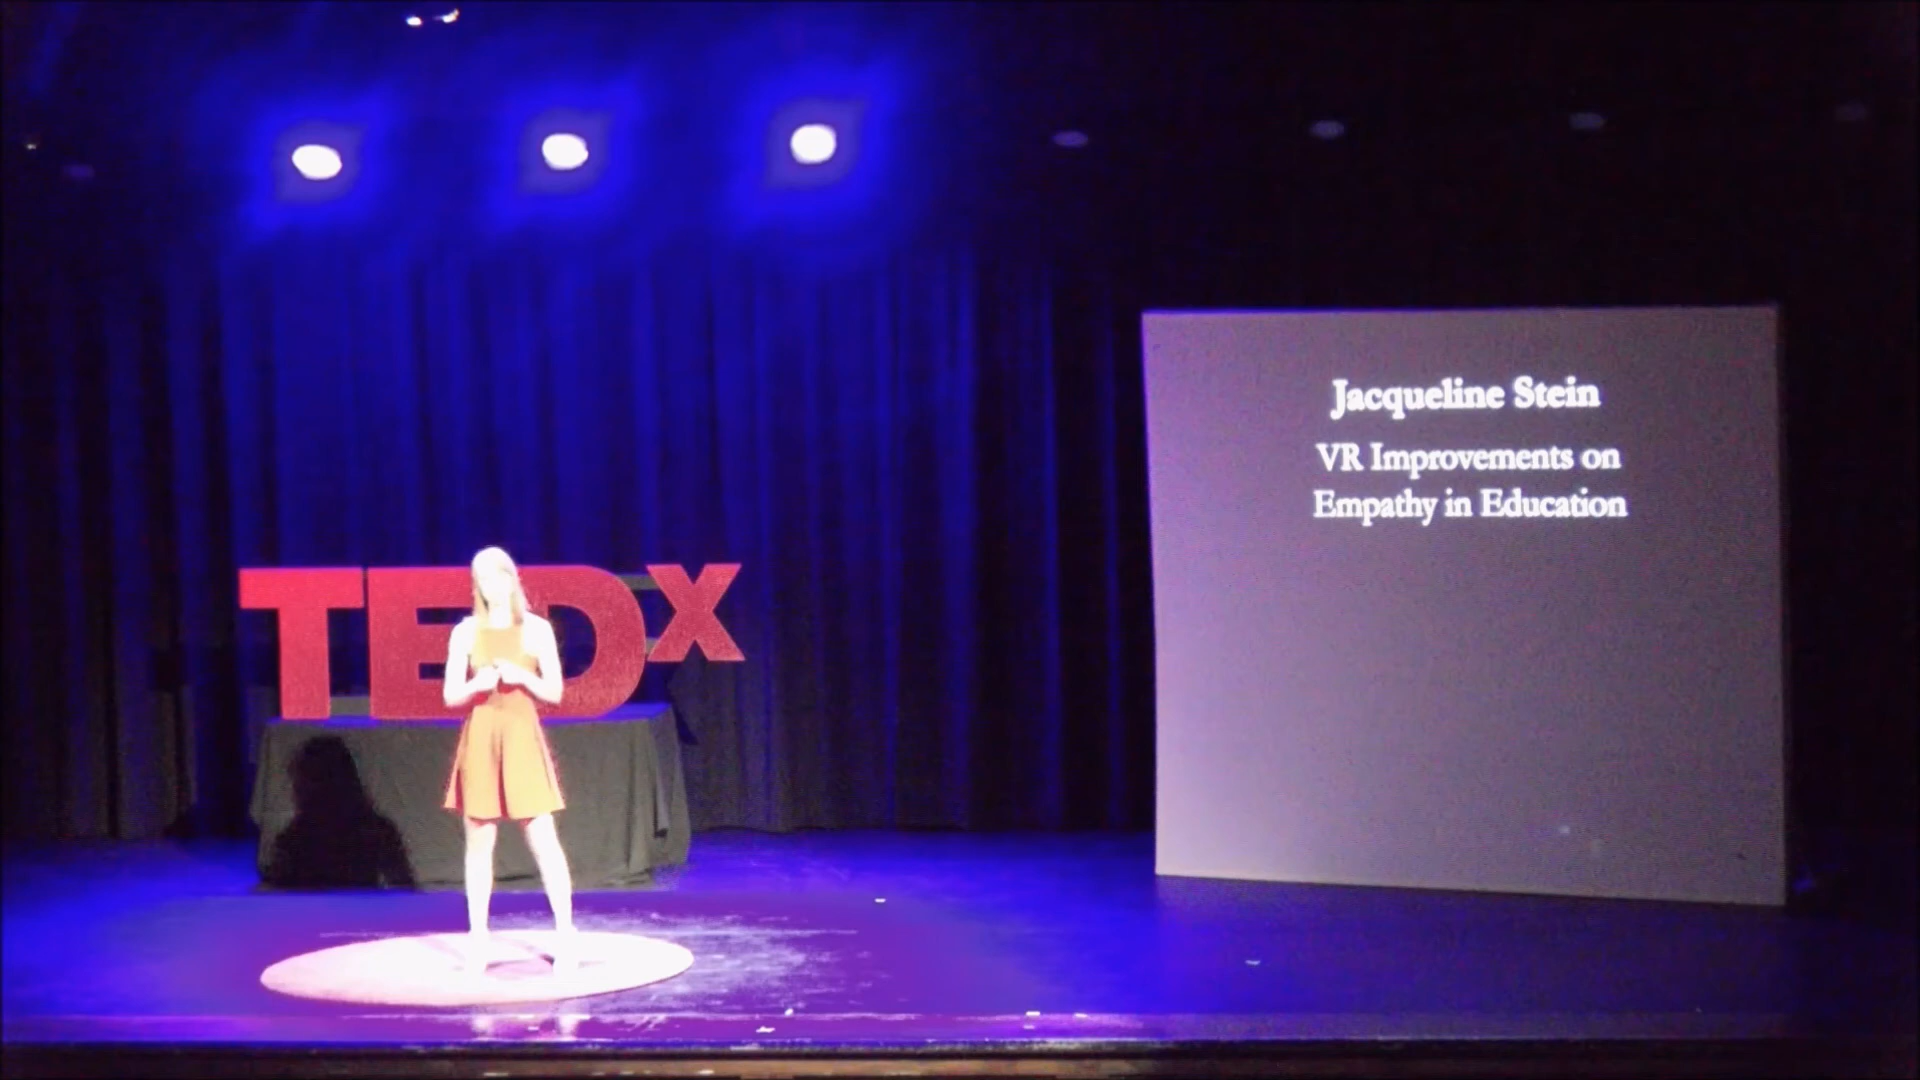 TEDx
Jacqueline Stein
VR Improvements on
Empathy in Education